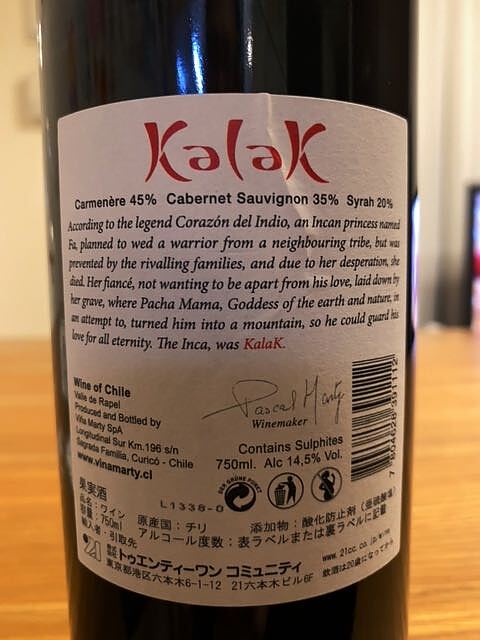 KalaK
Carmenère 45% Cabernet Sauvignon 35% Syrah 20%
According to the legend Corazón del Indio, an Incan princess named
Fa, planned to wed a warrior from a neighbouring tribe, but was
prevented by the rivalling families, and due to her desperation, she
died. Her fiancé, not wanting to be apart from his love, laid down by
her grave, where Pacha Mama, Goddess of the earth and nature, in
an attempt to, turned him into a mountain, so he could guard his
love for all eternity. The Inca, was KalaK.
Wine of Chile
Valle de Rapel
Produced and Bottled by
Viña Marty SpA
Longitudinal Sur Km.196 s/n
Sagrada Familia, Curicó - Chile
www.vinamarty.cl
Pascal Marty
Winemaker
Contains Sulphites
750ml. Alc 14,5% Vol.
DER GRÜNE PUNKT
7 804628 391112
L1338-0
果実酒
品名：ワイン
容量：750ml 原産国：チリ 添加物：酸化防止剤（亜硫酸塩）
輸入者：引取先 アルコール度数：表ラベルまたは裏ラベルに記載
21 株式会社 トゥエンティーワン コミュニティ www.21cc.co.jp/wine
東京都港区六本木6-1-12 21六本木ビル6F 飲酒は20歳になってから